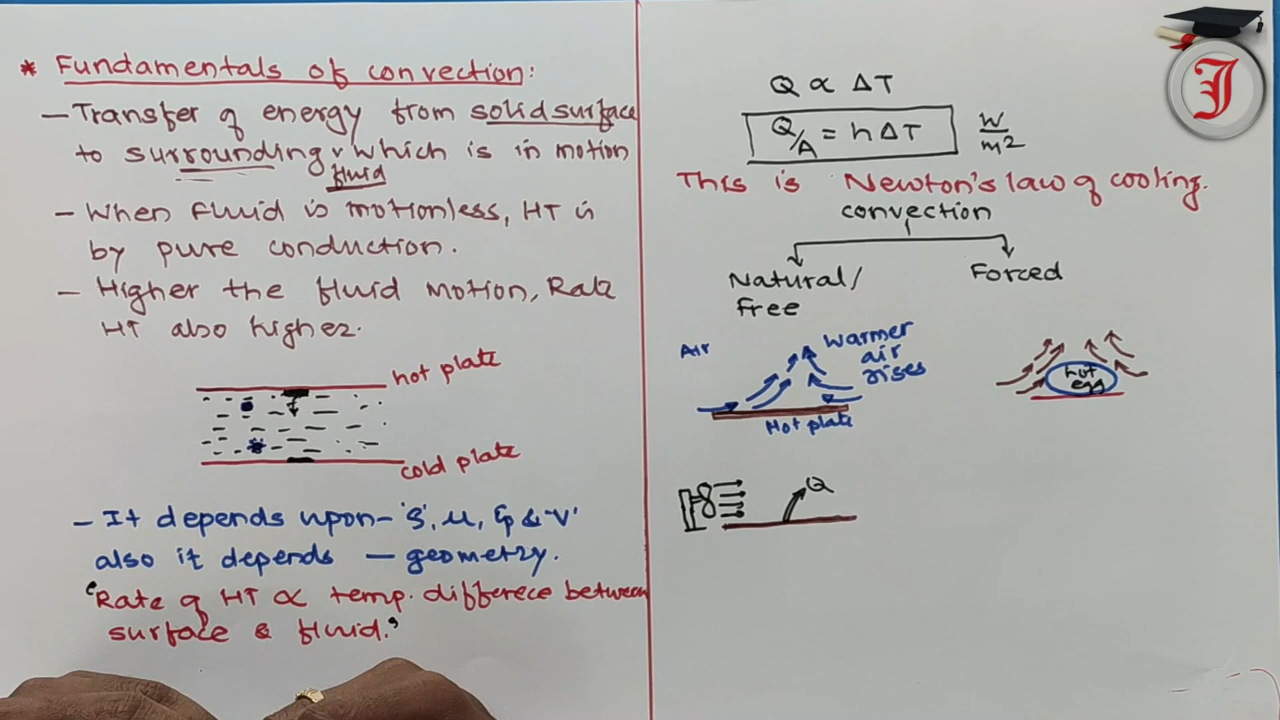 * Fundamentals of convection:
– Transfer of energy from solid surface
to surrounding which is in motion
fluid
– When fluid is motionless, HT is
by pure conduction.
– Higher the fluid motion, Rate
HT also higher.
hot plate
cold plate
– It depends upon – 'ρ', μ, Cp & 'V'
also it depends — geometry.
"Rate of HT ∝ temp. differece between
surface & fluid."
Q ∝ ΔT
Q/A = hΔT W/m2
This is Newton's law of cooling.
convection
Natural/ Forced
free
Air
Warmer
air
rises
Hot plate
hot
egg
Q
J